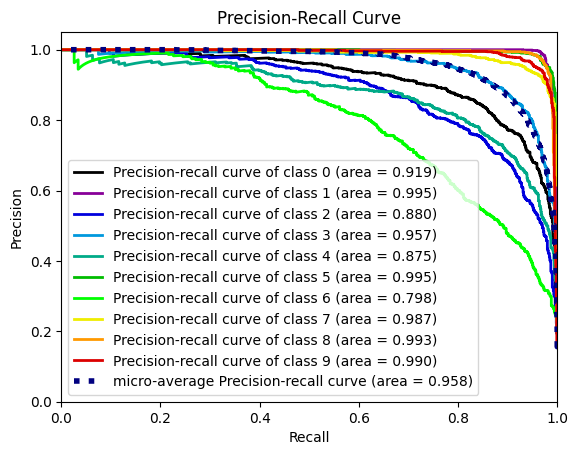 Precision-Recall Curve
1.0
0.8
0.6
0.4
0.2
0.0
Precision
Precision-recall curve of class 0 (area = 0.919)
Precision-recall curve of class 1 (area = 0.995)
Precision-recall curve of class 2 (area = 0.880)
Precision-recall curve of class 3 (area = 0.957)
Precision-recall curve of class 4 (area = 0.875)
Precision-recall curve of class 5 (area = 0.995)
Precision-recall curve of class 6 (area = 0.798)
Precision-recall curve of class 7 (area = 0.987)
Precision-recall curve of class 8 (area = 0.993)
Precision-recall curve of class 9 (area = 0.990)
micro-average Precision-recall curve (area = 0.958)
0.0 0.2 0.4 0.6 0.8 1.0
Recall